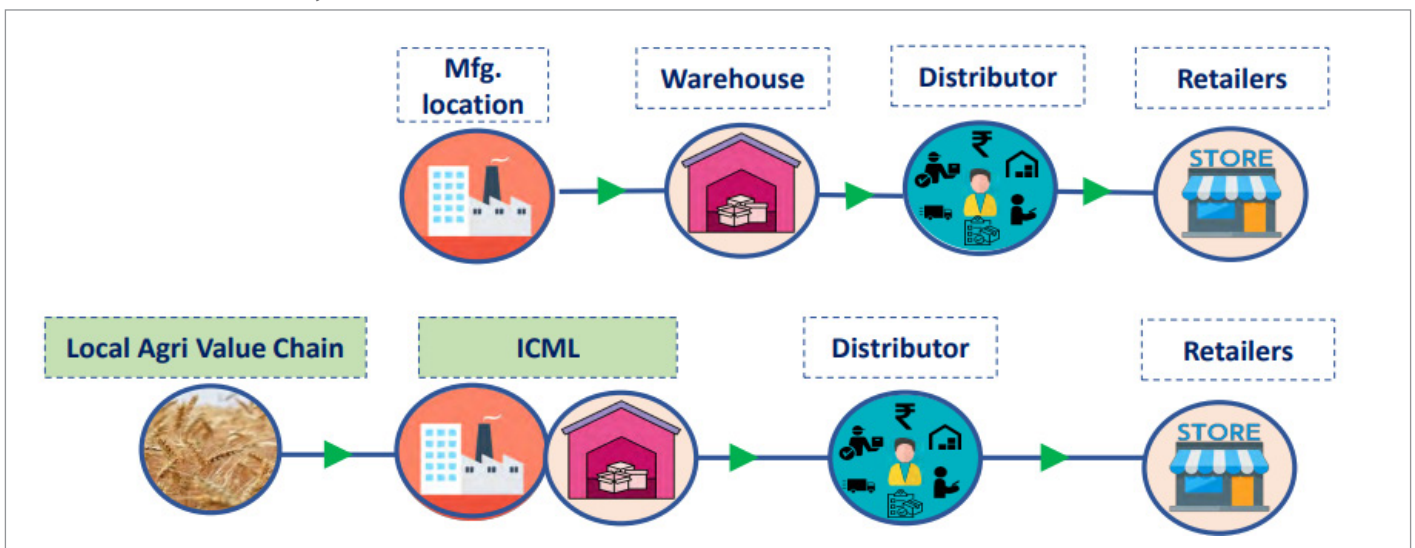 Mfg.
location
Warehouse
Distributor
Retailers
STORE
₹
Local Agri Value Chain
ICML
Distributor
Retailers
₹
STORE